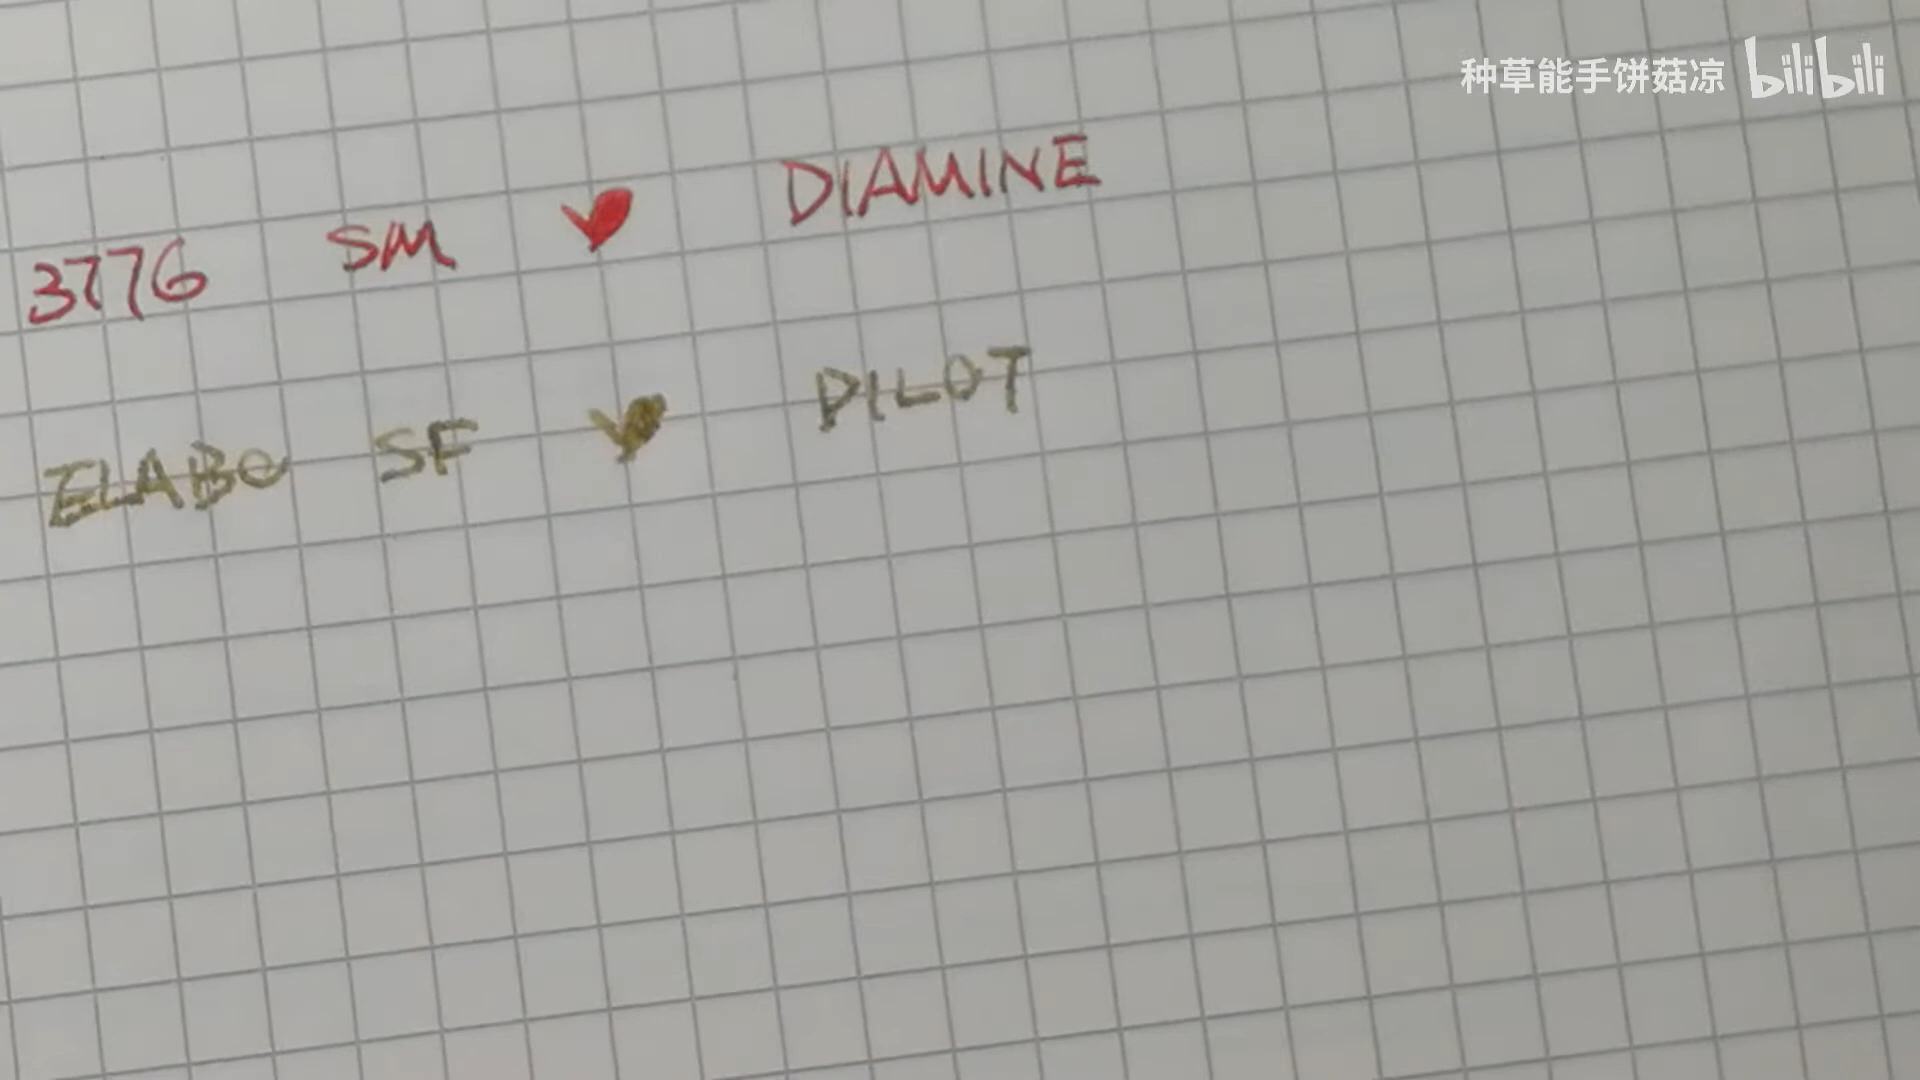 种草能手饼菇凉 bilibili
3776 SM ♥ DIAMINE
ELABO SF ♥ PILOT